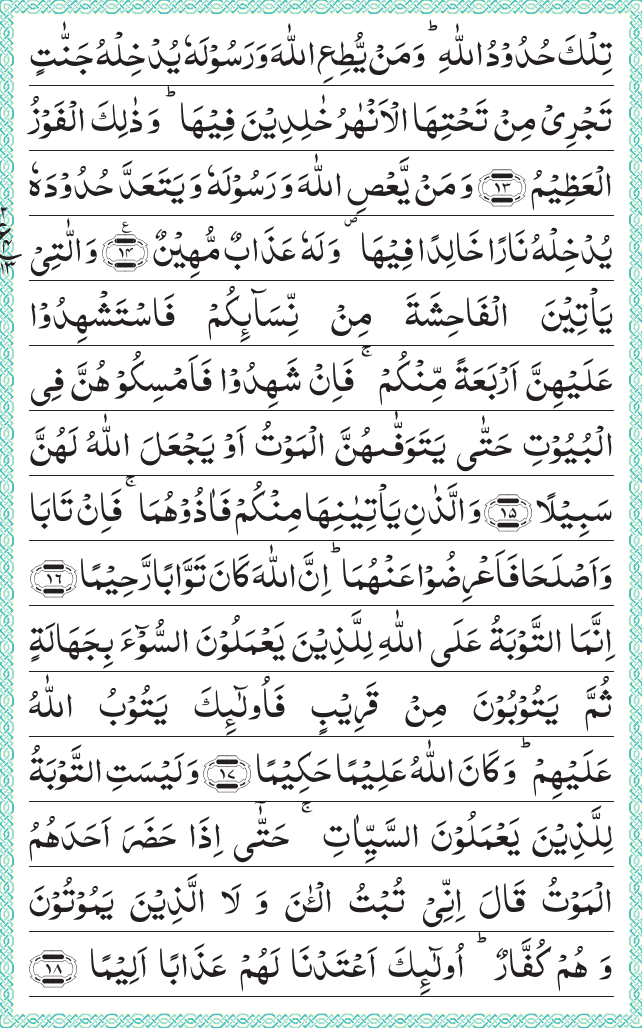 تِلْكَ حُدُوْدُ اللّٰهِ ؕ وَمَنْ يُّطِعِ اللّٰهَ وَرَسُوْلَهٗ يُدْخِلْهُ جَنّٰتٍ
تَجْرِىْ مِنْ تَحْتِهَا الْاَنْهٰرُ خٰلِدِيْنَ فِيْهَا ؕ وَذٰلِكَ الْفَوْزُ
الْعَظِيْمُ ﴿۱۳﴾ وَمَنْ يَّعْصِ اللّٰهَ وَرَسُوْلَهٗ وَيَتَعَدَّ حُدُوْدَهٗ
يُدْخِلْهُ نَارًا خَالِدًا فِيْهَا ۪ وَلَهٗ عَذَابٌ مُّهِيْنٌ ﴿۱۴﴾ؑ وَالّٰتِىْ
يَاْتِيْنَ الْفَاحِشَةَ مِنْ نِّسَآئِكُمْ فَاسْتَشْهِدُوْا
عَلَيْهِنَّ اَرْبَعَةً مِّنْكُمْ ۚ فَاِنْ شَهِدُوْا فَاَمْسِكُوْهُنَّ فِى
الْبُيُوْتِ حَتّٰى يَتَوَفّٰٮهُنَّ الْمَوْتُ اَوْ يَجْعَلَ اللّٰهُ لَهُنَّ
سَبِيْلًا ﴿۱۵﴾ وَالَّذٰنِ يَاْتِيٰنِهَا مِنْكُمْ فَاٰذُوْهُمَا ۚ فَاِنْ تَابَا
وَاَصْلَحَا فَاَعْرِضُوْا عَنْهُمَا ؕ اِنَّ اللّٰهَ كَانَ تَوَّابًا رَّحِيْمًا ﴿۱۶﴾
اِنَّمَا التَّوْبَةُ عَلَى اللّٰهِ لِلَّذِيْنَ يَعْمَلُوْنَ السُّوْٓءَ بِجَهَالَةٍ
ثُمَّ يَتُوْبُوْنَ مِنْ قَرِيْبٍ فَاُولٰٓئِكَ يَتُوْبُ اللّٰهُ
عَلَيْهِمْ ؕ وَكَانَ اللّٰهُ عَلِيْمًا حَكِيْمًا ﴿۱۷﴾ وَلَيْسَتِ التَّوْبَةُ
لِلَّذِيْنَ يَعْمَلُوْنَ السَّيِّاٰتِ ۚ حَتّٰٓى اِذَا حَضَرَ اَحَدَهُمُ
الْمَوْتُ قَالَ اِنِّىْ تُبْتُ الْـٰٔنَ وَ لَا الَّذِيْنَ يَمُوْتُوْنَ
وَ هُمْ كُفَّارٌ ؕ اُولٰٓئِكَ اَعْتَدْنَا لَهُمْ عَذَابًا اَلِيْمًا ﴿۱۸﴾